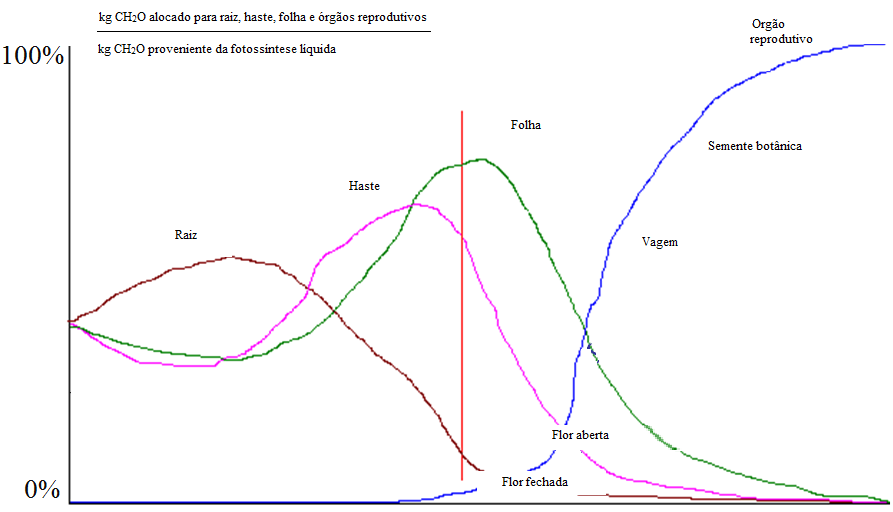 kg CH2O alocado para raiz, haste, folha e órgãos reprodutivos
kg CH2O proveniente da fotossíntese líquida
100%
Orgão
reprodutivo
Folha
Semente botânica
Haste
Raiz
Vagem
Flor aberta
0%
Flor fechada